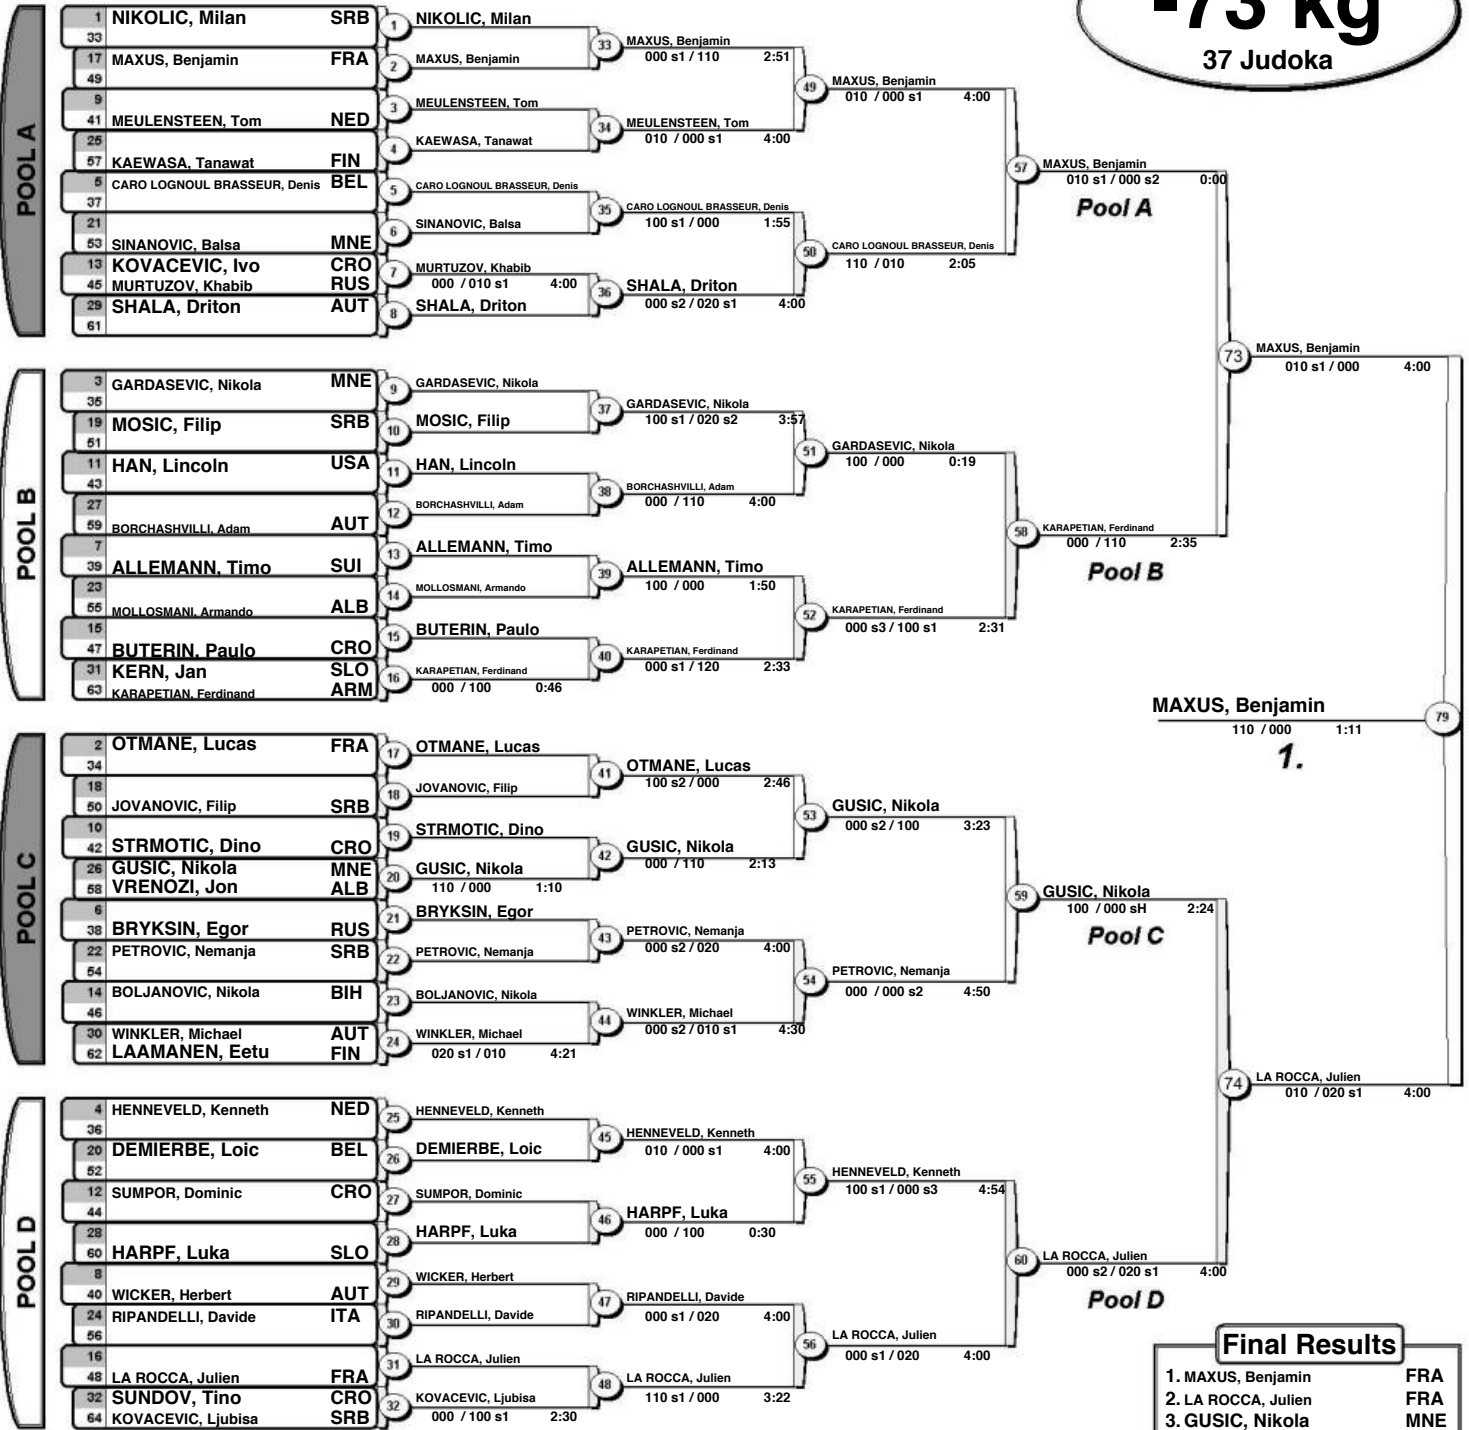 -73 kg
37 Judoka
POOL A
1 NIKOLIC, Milan SRB
33
17 MAXUS, Benjamin FRA
49
9
41 MEULENSTEEN, Tom NED
25
57 KAEWASA, Tanawat FIN
5 CARO LOGNOUL BRASSEUR, Denis BEL
37
21
53 SINANOVIC, Balsa MNE
13 KOVACEVIC, Ivo CRO
45 MURTUZOV, Khabib RUS
29 SHALA, Driton AUT
61
1 NIKOLIC, Milan
2 MAXUS, Benjamin
3 MEULENSTEEN, Tom
4 KAEWASA, Tanawat
5 CARO LOGNOUL BRASSEUR, Denis
6 SINANOVIC, Balsa
7 MURTUZOV, Khabib
000 / 010 s1 4:00
8 SHALA, Driton
33 MAXUS, Benjamin
000 s1 / 110 2:51
34 MEULENSTEEN, Tom
010 / 000 s1 4:00
35 CARO LOGNOUL BRASSEUR, Denis
100 s1 / 000 1:55
36 SHALA, Driton
000 s2 / 020 s1 4:00
49 MAXUS, Benjamin
010 / 000 s1 4:00
50 CARO LOGNOUL BRASSEUR, Denis
110 / 010 2:05
57 MAXUS, Benjamin
010 s1 / 000 s2 0:00
Pool A
POOL B
3 GARDASEVIC, Nikola MNE
35
19 MOSIC, Filip SRB
51
11 HAN, Lincoln USA
43
27
59 BORCHASHVILLI, Adam AUT
7
39 ALLEMANN, Timo SUI
23
55 MOLLOSMANI, Armando ALB
15
47 BUTERIN, Paulo CRO
31 KERN, Jan SLO
63 KARAPETIAN, Ferdinand ARM
9 GARDASEVIC, Nikola
10 MOSIC, Filip
11 HAN, Lincoln
12 BORCHASHVILLI, Adam
13 ALLEMANN, Timo
14 MOLLOSMANI, Armando
15 BUTERIN, Paulo
16 KARAPETIAN, Ferdinand
000 / 100 0:46
37 GARDASEVIC, Nikola
100 s1 / 020 s2 3:57
38 BORCHASHVILLI, Adam
000 / 110 4:00
39 ALLEMANN, Timo
100 / 000 1:50
40 KARAPETIAN, Ferdinand
000 s1 / 120 2:33
51 GARDASEVIC, Nikola
100 / 000 0:19
52 KARAPETIAN, Ferdinand
000 s3 / 100 s1 2:31
58 KARAPETIAN, Ferdinand
000 / 110 2:35
Pool B
73 MAXUS, Benjamin
010 s1 / 000 4:00
MAXUS, Benjamin 79
110 / 000 1:11
1.
POOL C
2 OTMANE, Lucas FRA
34
18
50 JOVANOVIC, Filip SRB
10
42 STRMOTIC, Dino CRO
26 GUSIC, Nikola MNE
58 VRENOZI, Jon ALB
6
38 BRYKSIN, Egor RUS
22 PETROVIC, Nemanja SRB
54
14 BOLJANOVIC, Nikola BIH
46
30 WINKLER, Michael AUT
62 LAAMANEN, Eetu FIN
17 OTMANE, Lucas
18 JOVANOVIC, Filip
19 STRMOTIC, Dino
20 GUSIC, Nikola
110 / 000 1:10
21 BRYKSIN, Egor
22 PETROVIC, Nemanja
23 BOLJANOVIC, Nikola
24 WINKLER, Michael
020 s1 / 010 4:21
41 OTMANE, Lucas
100 s2 / 000 2:46
42 GUSIC, Nikola
000 / 110 2:13
43 PETROVIC, Nemanja
000 s2 / 020 4:00
44 WINKLER, Michael
000 s2 / 010 s1 4:30
53 GUSIC, Nikola
000 s2 / 100 3:23
54 PETROVIC, Nemanja
000 / 000 s2 4:50
59 GUSIC, Nikola
100 / 000 sH 2:24
Pool C
POOL D
4 HENNEVELD, Kenneth NED
36
20 DEMIERBE, Loic BEL
52
12 SUMPOR, Dominic CRO
44
28
60 HARPF, Luka SLO
8
40 WICKER, Herbert AUT
24 RIPANDELLI, Davide ITA
56
16
48 LA ROCCA, Julien FRA
32 SUNDOV, Tino CRO
64 KOVACEVIC, Ljubisa SRB
25 HENNEVELD, Kenneth
26 DEMIERBE, Loic
27 SUMPOR, Dominic
28 HARPF, Luka
29 WICKER, Herbert
30 RIPANDELLI, Davide
31 LA ROCCA, Julien
32 KOVACEVIC, Ljubisa
000 / 100 s1 2:30
45 HENNEVELD, Kenneth
010 / 000 s1 4:00
46 HARPF, Luka
000 / 100 0:30
47 RIPANDELLI, Davide
000 s1 / 020 4:00
48 LA ROCCA, Julien
110 s1 / 000 3:22
55 HENNEVELD, Kenneth
100 s1 / 000 s3 4:54
56 LA ROCCA, Julien
000 s1 / 020 4:00
60 LA ROCCA, Julien
000 s2 / 020 s1 4:00
Pool D
74 LA ROCCA, Julien
010 / 020 s1 4:00
Final Results
1. MAXUS, Benjamin FRA
2. LA ROCCA, Julien FRA
3. GUSIC, Nikola MNE